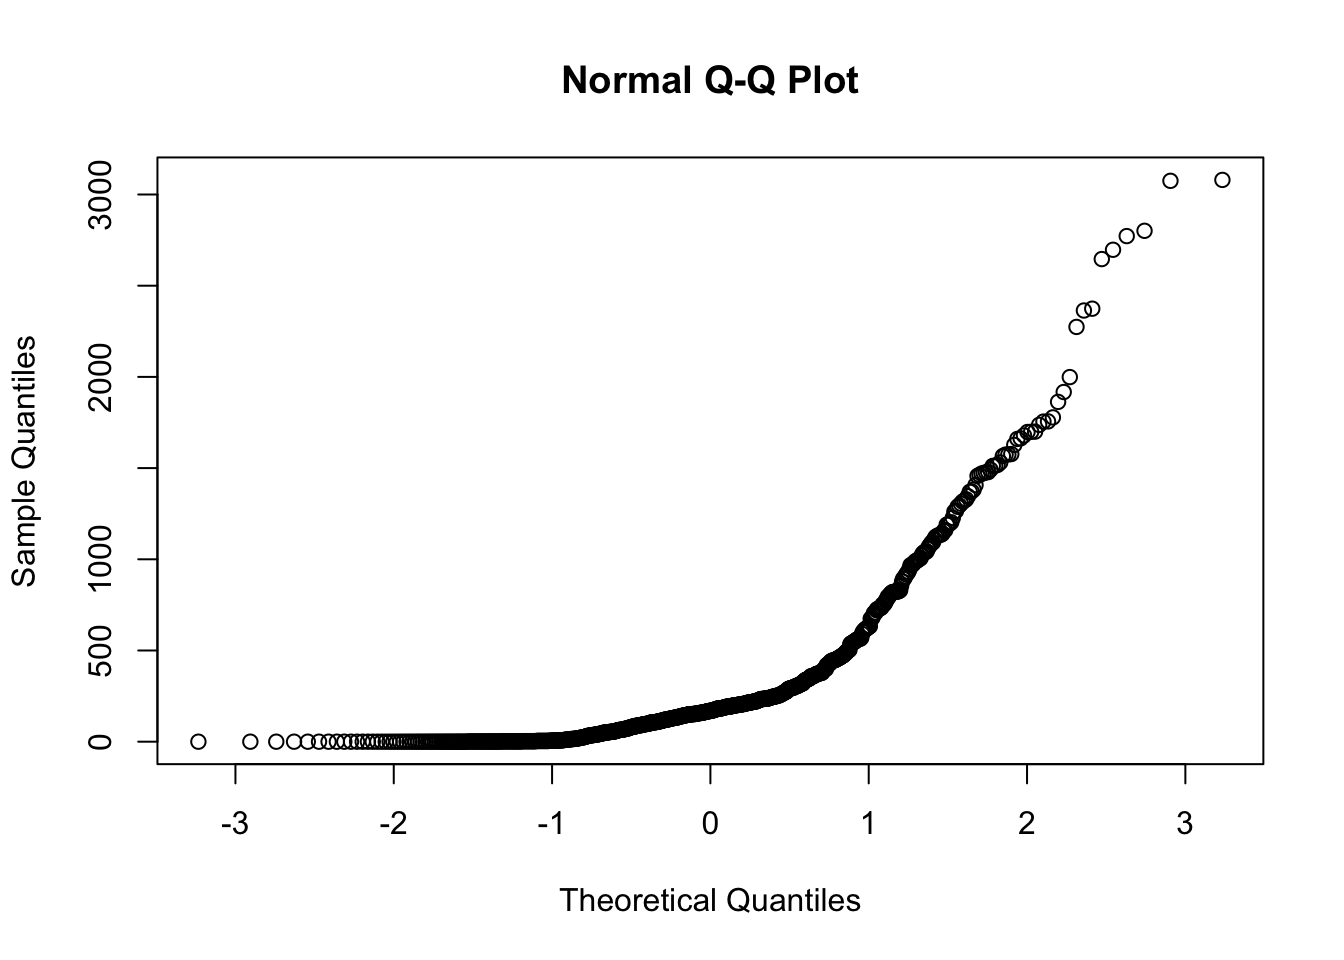 Normal Q-Q Plot
Sample Quantiles
3000
2000
1000
500
0
-3 -2 -1 0 1 2 3
Theoretical Quantiles